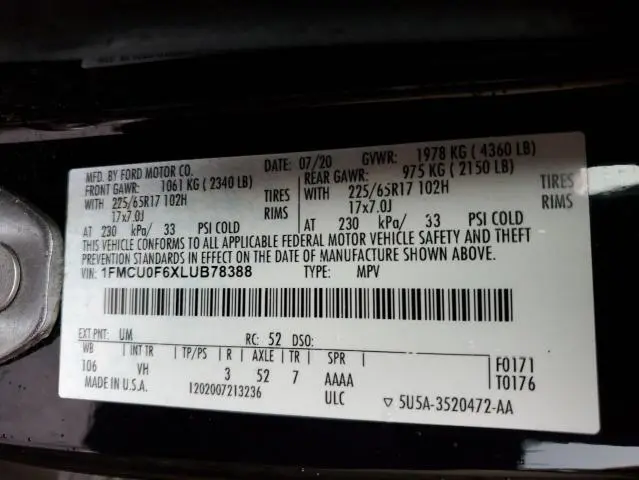 MFD. BY FORD MOTOR CO. 07/20 GVWR: 1978 KG ( 4360 LB)
FRONT GAWR: 1061 KG ( 2340 LB) REAR GAWR: 975 KG ( 2150 LB)
WITH 225/65R17 102H TIRES WITH 225/65R17 102H TIRES
17x7.0J RIMS 17x7.0J RIMS
AT 230 kPa/ 33 PSI COLD AT 230 kPa/ 33 PSI COLD
THIS VEHICLE CONFORMS TO ALL APPLICABLE FEDERAL MOTOR VEHICLE SAFETY AND THEFT
PREVENTION STANDARDS IN EFFECT ON THE DATE OF MANUFACTURE SHOWN ABOVE.
VIN: 1FMCU0F6XLUB78388 TYPE: MPV
EXT PNT: UM RC: 52 DSO:
WB INT TR TP/PS R AXLE TR SPR F0171
106 VH 3 52 7 AAAA T0176
MADE IN U.S.A. I202007213236 ULC ▽ 5U5A-3520472-AA